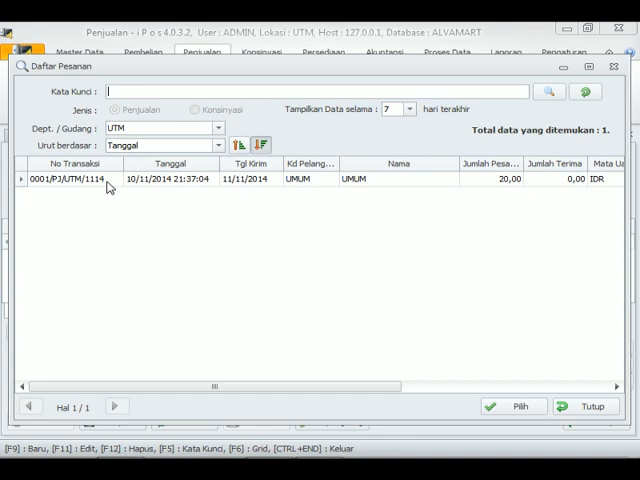 Penjualan - i P o s 4.0.3.2, User : ADMIN, Lokasi : UTM, Host : 127.0.0.1, Database : ALVAMART
Master Data Pembelian Penjualan Konsinyasi Persediaan Akuntansi Proses Data Laporan Pengaturan
Daftar Pesanan
Kata Kunci :
Jenis : Penjualan Konsinyasi Tampilkan Data selama : 7 hari terakhir
Dept. / Gudang : UTM
Total data yang ditemukan : 1.
Urut berdasar : Tanggal
No Transaksi Tanggal Tgl Kirim Kd Pelang... Nama Jumlah Pesa... Jumlah Terima Mata Ua
0001/PJ/UTM/1114 10/11/2014 21:37:04 11/11/2014 UMUM UMUM 20,00 0,00 IDR
Hal 1 / 1 Pilih Tutup
[F9] : Baru, [F11] : Edit, [F12] : Hapus, [F5] : Kata Kunci, [F6] : Grid, [CTRL+END] : Keluar